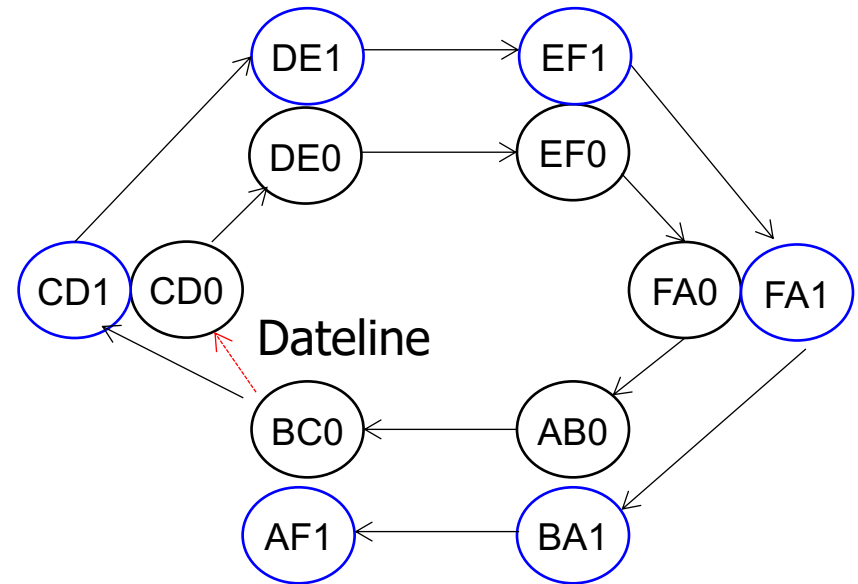 DE1 EF1
DE0 EF0
CD1 CD0 FA0 FA1
Dateline
BC0 AB0
AF1 BA1